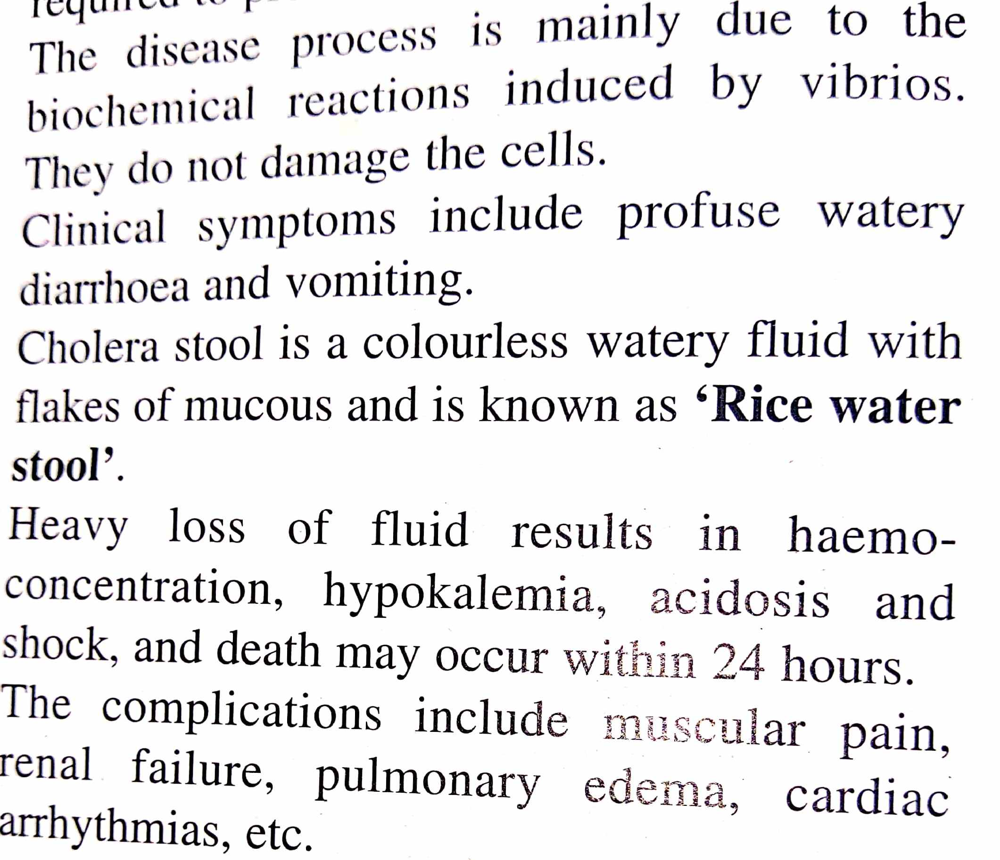 required to
The disease process is mainly due to the
biochemical reactions induced by vibrios.
They do not damage the cells.
Clinical symptoms include profuse watery
diarrhoea and vomiting.
Cholera stool is a colourless watery fluid with
flakes of mucous and is known as ‘Rice water
stool’.
Heavy loss of fluid results in haemo-
concentration, hypokalemia, acidosis and
shock, and death may occur within 24 hours.
The complications include muscular pain,
renal failure, pulmonary edema, cardiac
arrhythmias, etc.